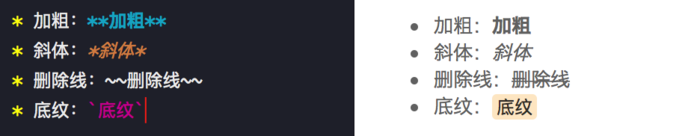 * 加粗：**加粗**
* 斜体：*斜体*
* 删除线：~~删除线~~
* 底纹：`底纹`
• 加粗：加粗
• 斜体：斜体
• 删除线：删除线
• 底纹：底纹